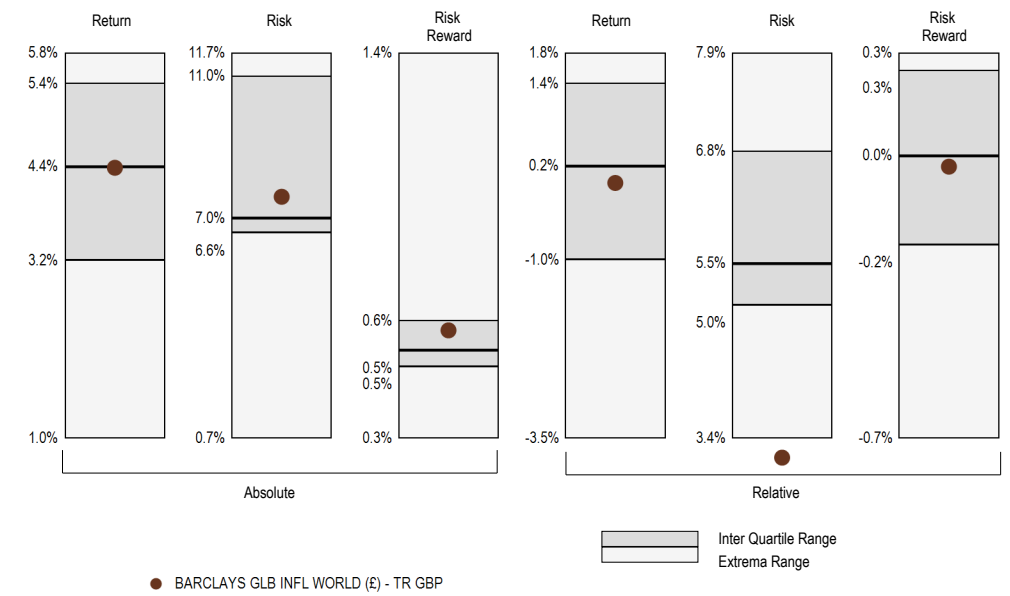 Return
Risk
Risk
Reward
Return
Risk
Risk
Reward
5.8%
5.4%
4.4%
3.2%
1.0%
11.7%
11.0%
7.0%
6.6%
0.7%
1.4%
0.6%
0.5%
0.5%
0.3%
1.8%
1.4%
0.2%
-1.0%
-3.5%
7.9%
6.8%
5.5%
5.0%
3.4%
0.3%
0.3%
0.0%
-0.2%
-0.7%
Absolute
Relative
Inter Quartile Range
Extrema Range
BARCLAYS GLB INFL WORLD (£) - TR GBP